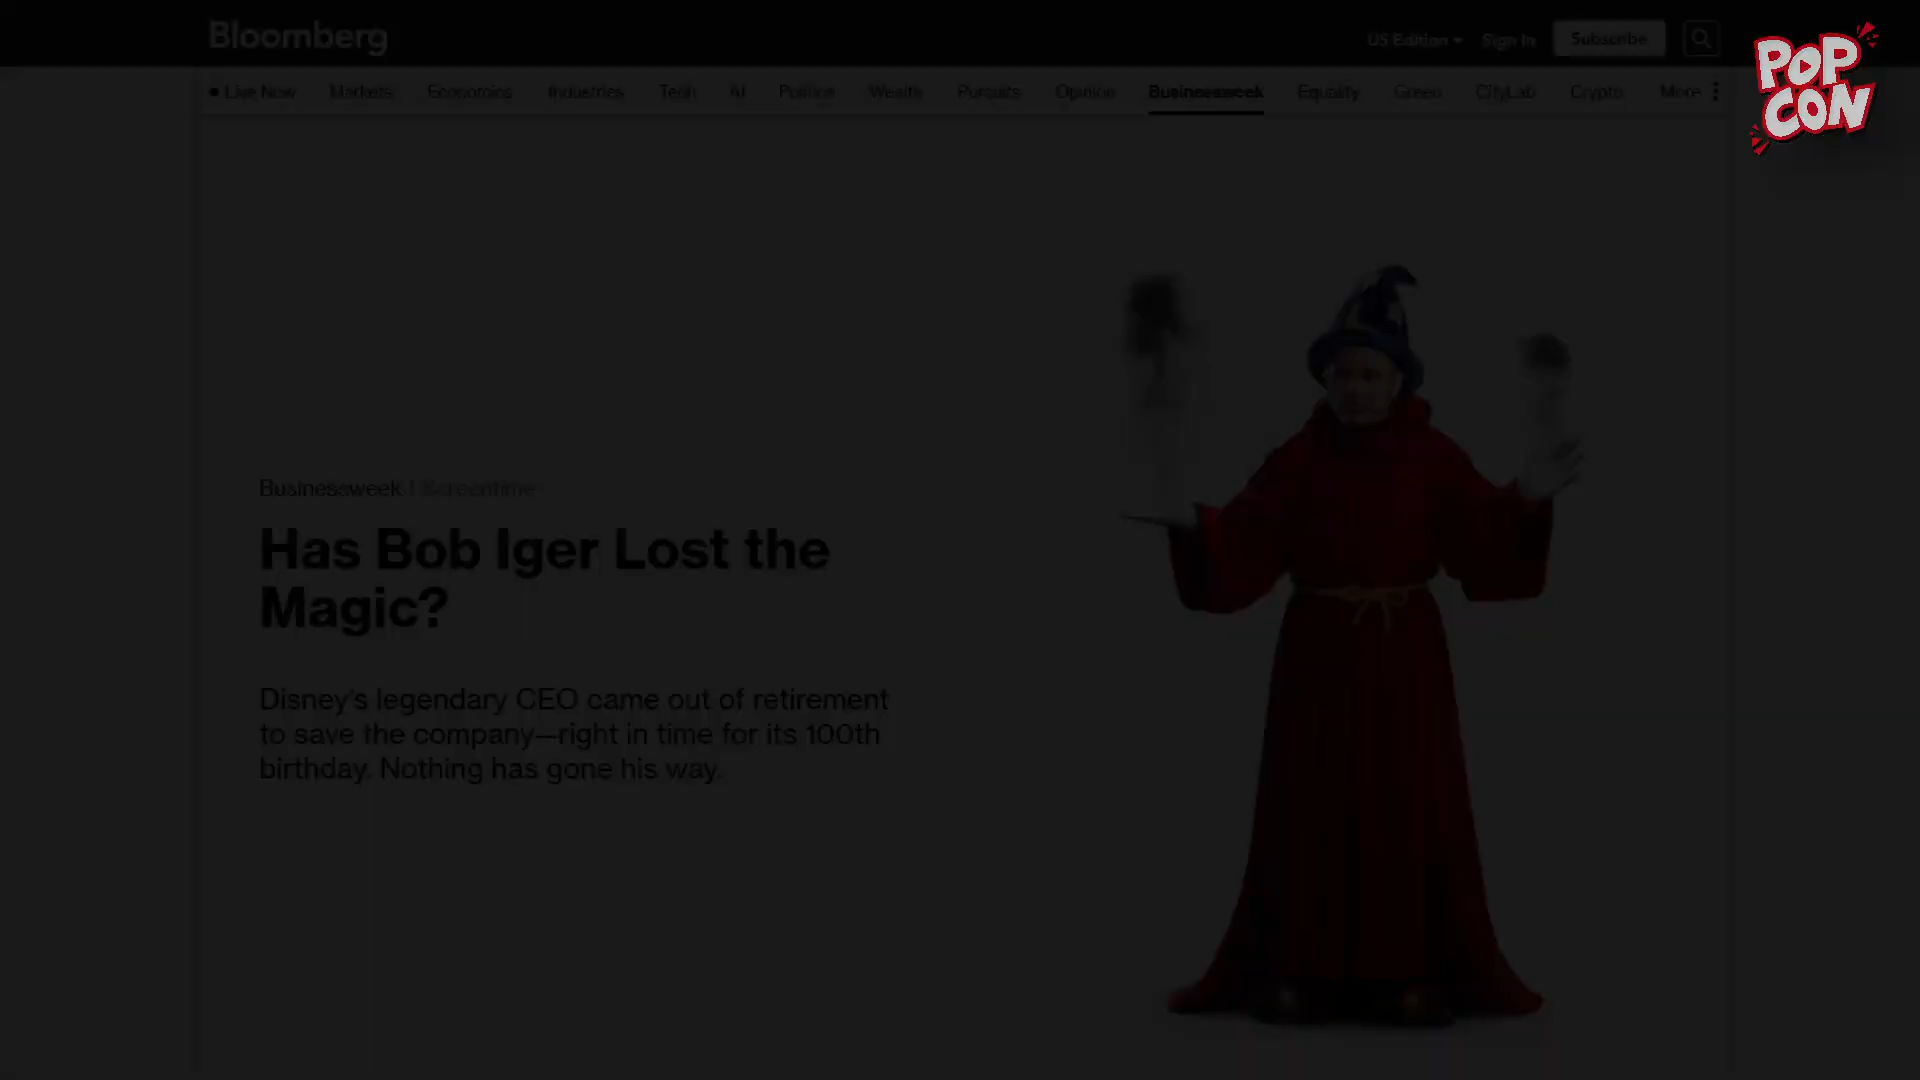 Bloomberg
US Edition
Sign In
Subscribe
POP
CON
Live Now
Markets
Economics
Industries
Tech
AI
Politics
Wealth
Pursuits
Opinion
Businessweek
Equality
Green
CityLab
Crypto
More
Businessweek | Screentime
Has Bob Iger Lost the
Magic?
Disney's legendary CEO came out of retirement
to save the company—right in time for its 100th
birthday. Nothing has gone his way.